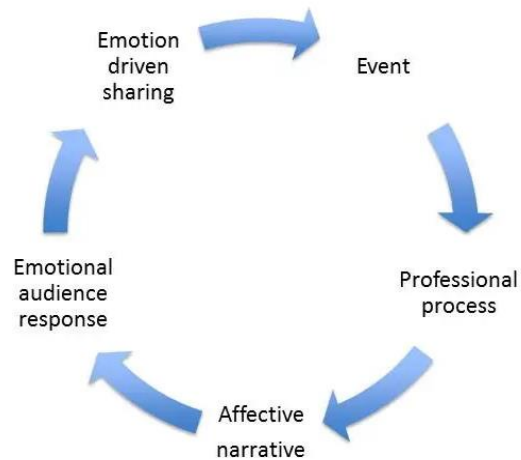 Emotion
driven
sharing
Event
Professional
process
Affective
narrative
Emotional
audience
response